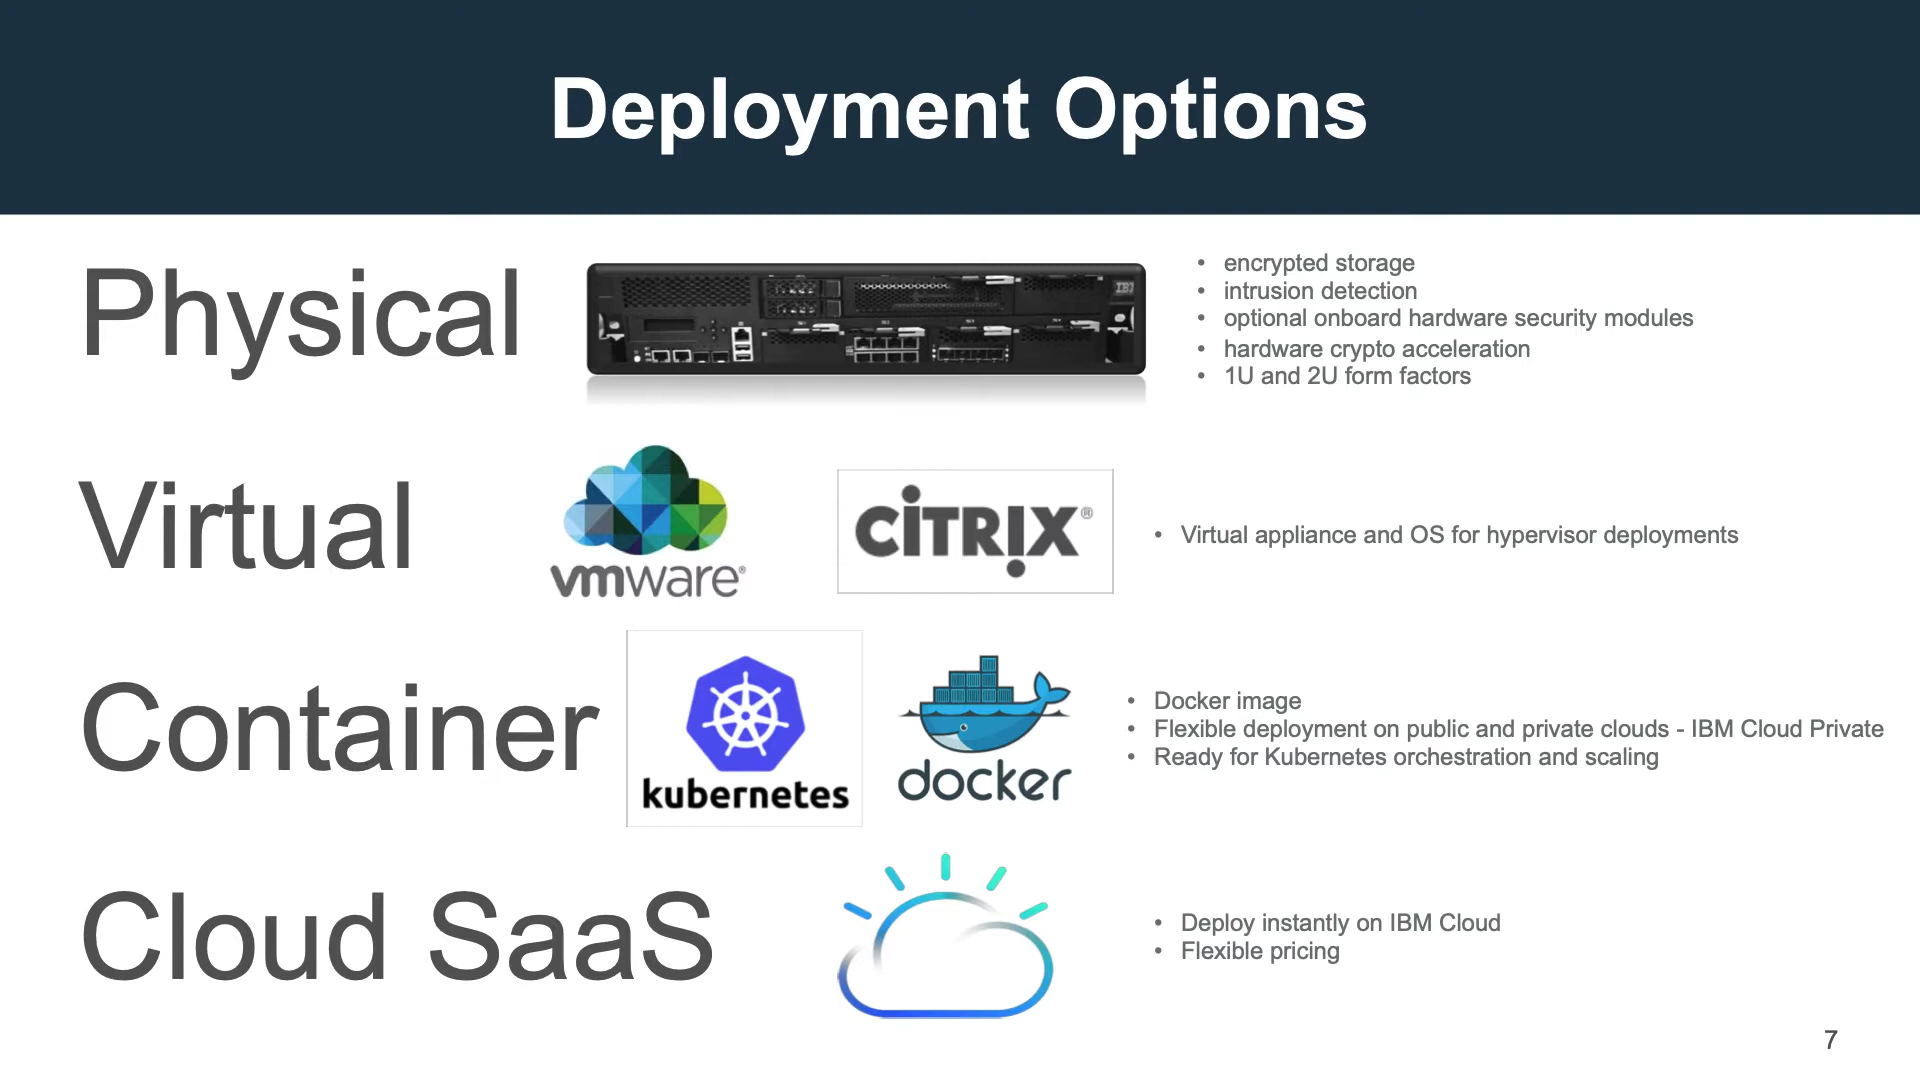 Deployment Options
Physical
IBM
• encrypted storage
• intrusion detection
• optional onboard hardware security modules
• hardware crypto acceleration
• 1U and 2U form factors
Virtual
vmware®
CITRIX®
• Virtual appliance and OS for hypervisor deployments
Container
kubernetes
docker
• Docker image
• Flexible deployment on public and private clouds - IBM Cloud Private
• Ready for Kubernetes orchestration and scaling
Cloud SaaS
• Deploy instantly on IBM Cloud
• Flexible pricing
7